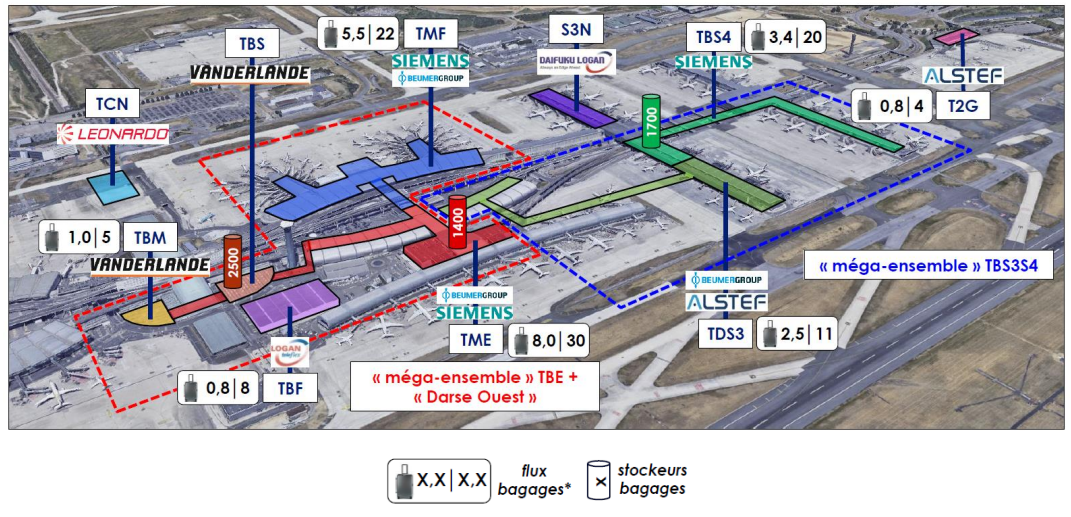 5,5 | 22
TMF
SIEMENS
BEUMERGROUP
S3N
DAIFUKU LOGAN
TBS4
SIEMENS
3,4 | 20
ALSTEF
0,8 | 4
T2G
TBS
VANDERLANDE
TCN
LEONARDO
1700
1,0 | 5
TBM
VANDERLANDE
2500
1400
« méga-ensemble » TBS3S4
BEUMERGROUP
SIEMENS
TME
8,0 | 30
BEUMERGROUP
ALSTEF
TDS3
2,5 | 11
LOGAN
0,8 | 8
TBF
« méga-ensemble » TBE +
« Darse Ouest »
X,X | X,X
flux
bagages*
X
stockeurs
bagages